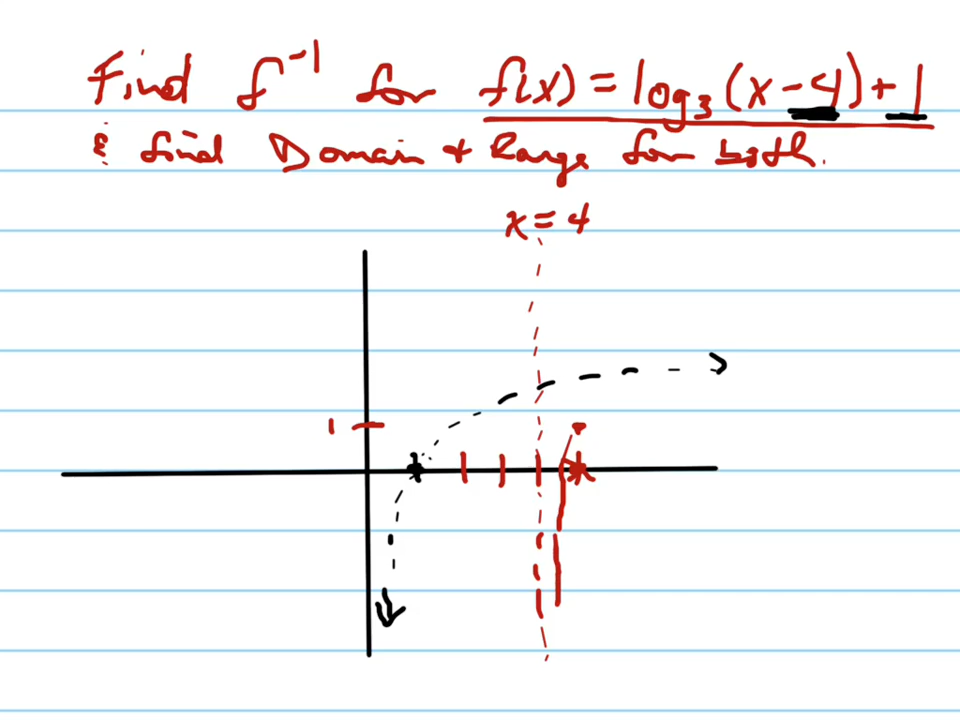 Find f⁻¹ for f(x) = log₃(x-4)+1
& find Domain + Range for both.
x = 4
1